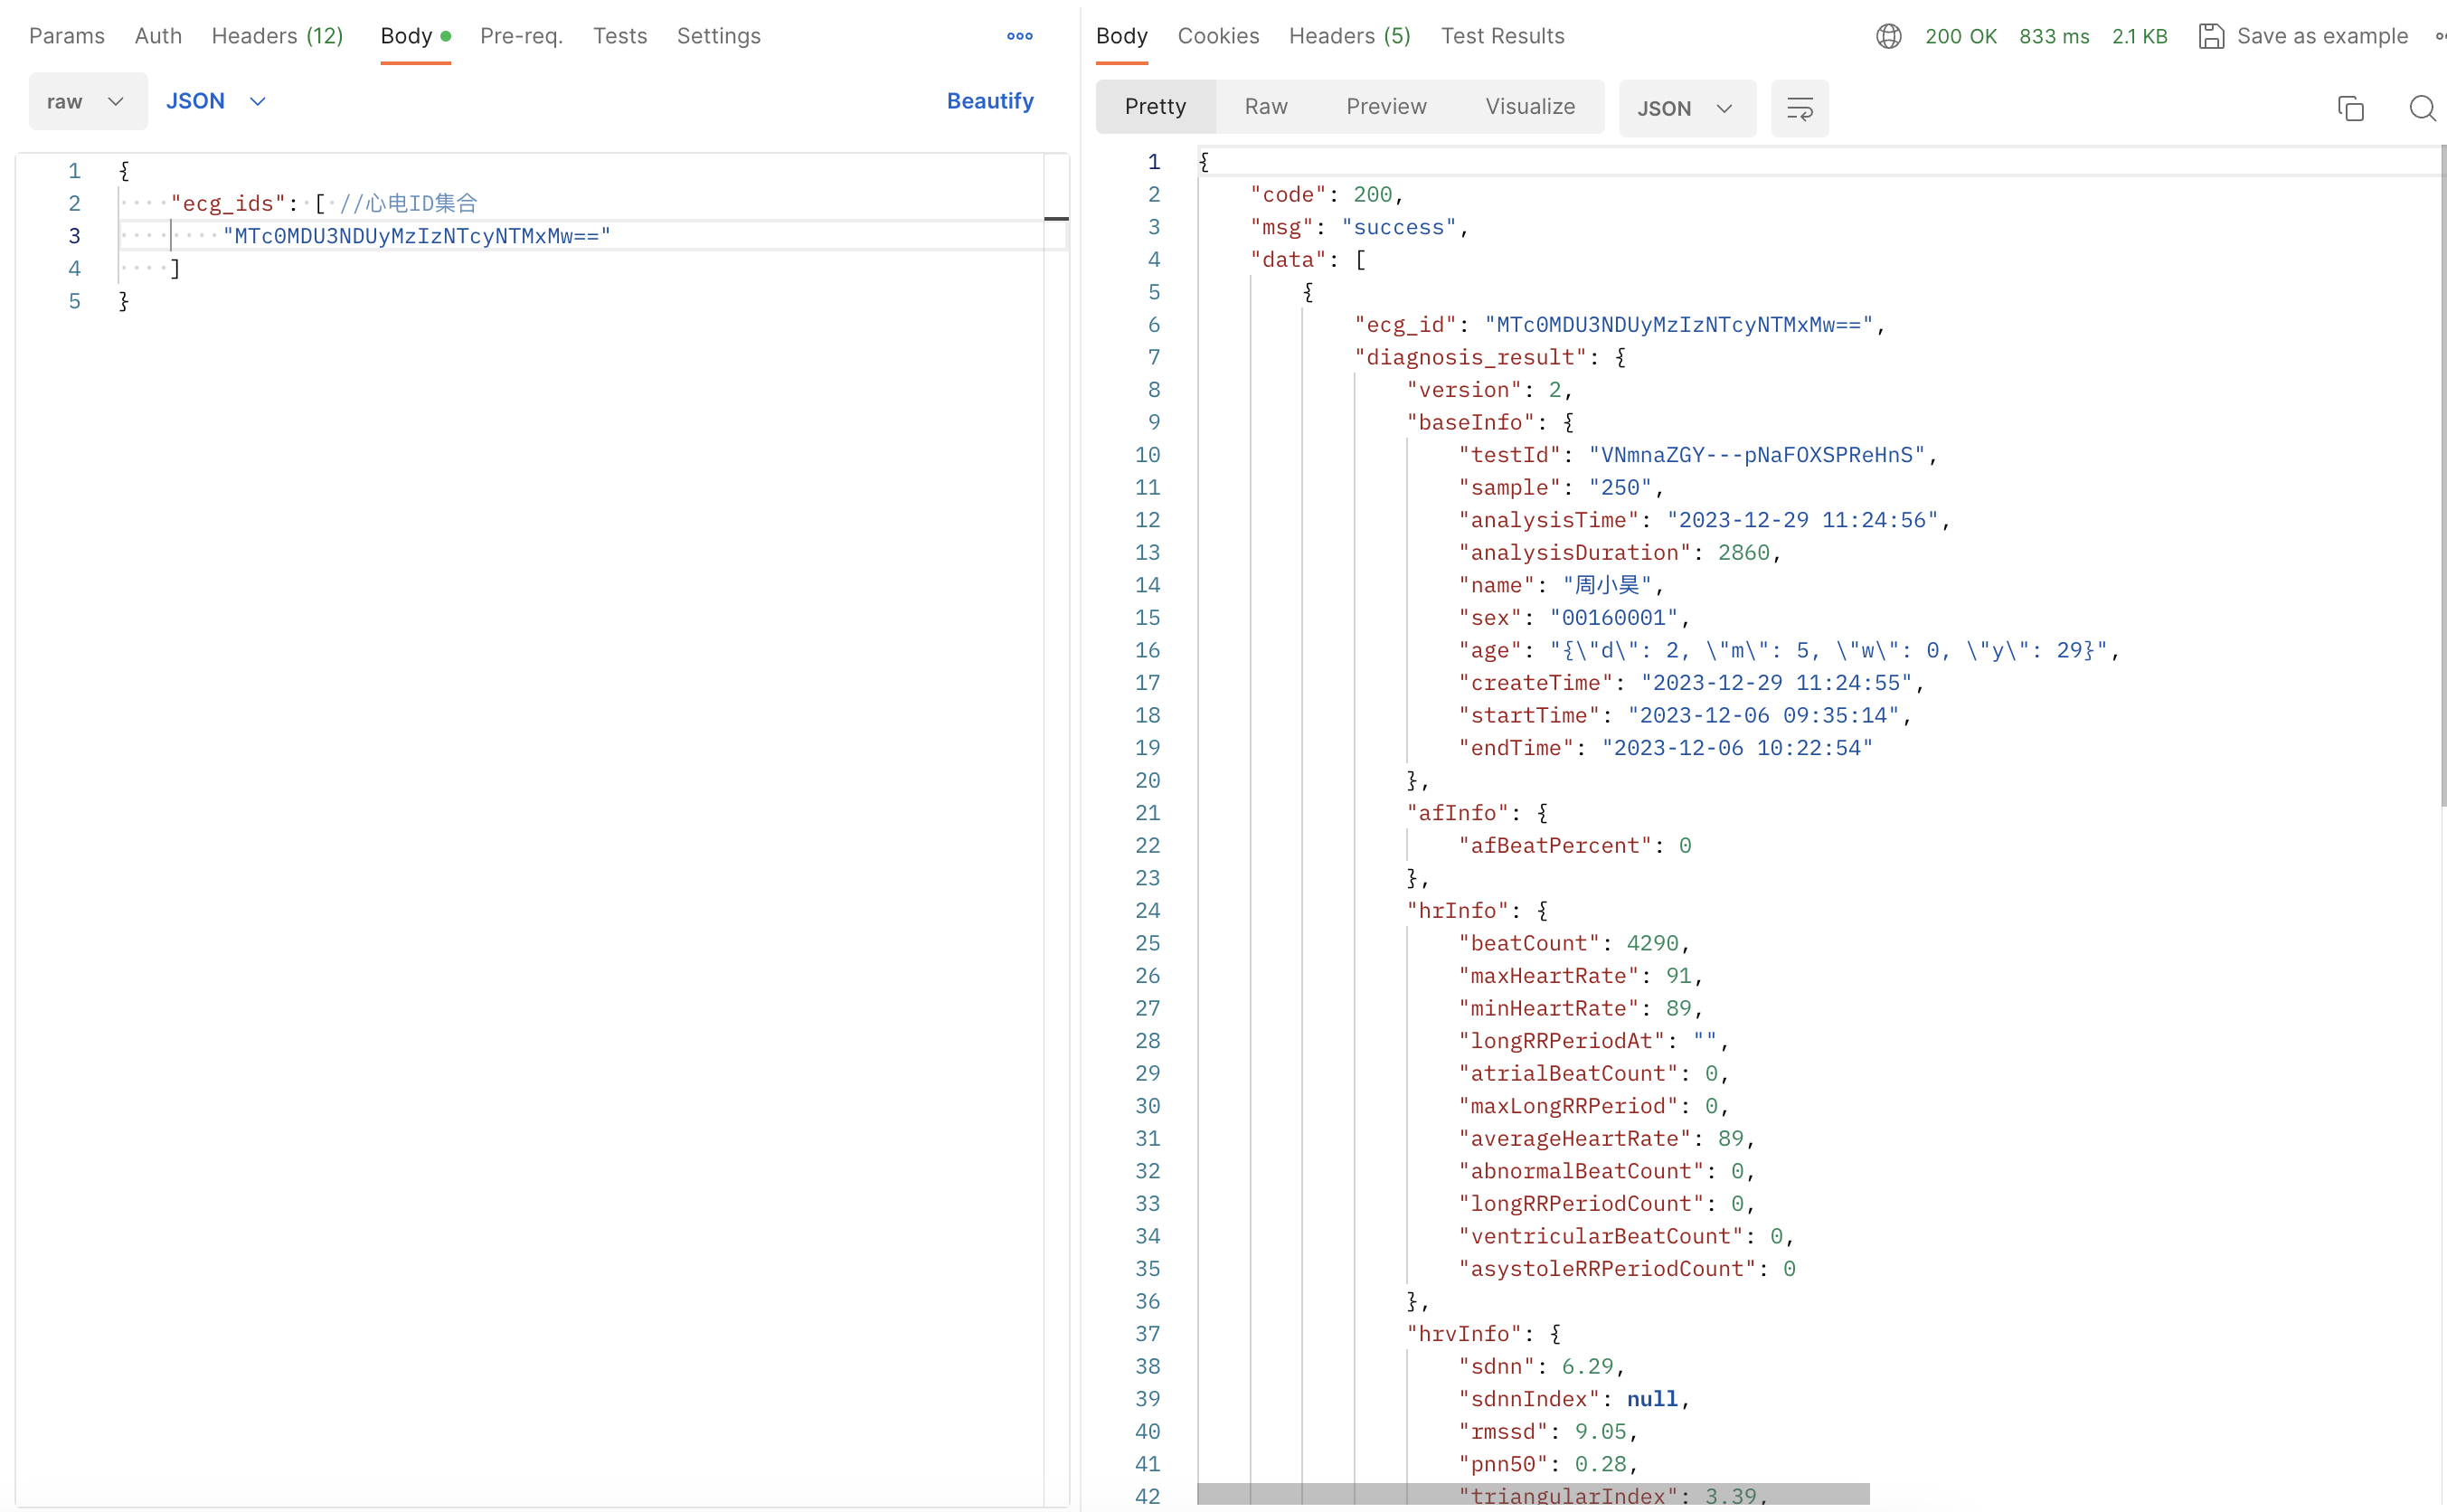 Params Auth Headers (12) Body Pre-req. Tests Settings
raw JSON Beautify
1 {
2 "ecg_ids": [ //心电ID集合
3 "MTc0MDU3NDUyMzIzNTcyNTMxMw=="
4 ]
5 }
Body Cookies Headers (5) Test Results 200 OK 833 ms 2.1 KB Save as example
Pretty Raw Preview Visualize JSON
1 {
2 "code": 200,
3 "msg": "success",
4 "data": [
5 {
6 "ecg_id": "MTc0MDU3NDUyMzIzNTcyNTMxMw==",
7 "diagnosis_result": {
8 "version": 2,
9 "baseInfo": {
10 "testId": "VNmnaZGY---pNaFOXSPReHnS",
11 "sample": "250",
12 "analysisTime": "2023-12-29 11:24:56",
13 "analysisDuration": 2860,
14 "name": "周小昊",
15 "sex": "00160001",
16 "age": "{\"d\": 2, \"m\": 5, \"w\": 0, \"y\": 29}",
17 "createTime": "2023-12-29 11:24:55",
18 "startTime": "2023-12-06 09:35:14",
19 "endTime": "2023-12-06 10:22:54"
20 },
21 "afInfo": {
22 "afBeatPercent": 0
23 },
24 "hrInfo": {
25 "beatCount": 4290,
26 "maxHeartRate": 91,
27 "minHeartRate": 89,
28 "longRRPeriodAt": "",
29 "atrialBeatCount": 0,
30 "maxLongRRPeriod": 0,
31 "averageHeartRate": 89,
32 "abnormalBeatCount": 0,
33 "longRRPeriodCount": 0,
34 "ventricularBeatCount": 0,
35 "asystoleRRPeriodCount": 0
36 },
37 "hrvInfo": {
38 "sdnn": 6.29,
39 "sdnnIndex": null,
40 "rmssd": 9.05,
41 "pnn50": 0.28,
42 "triangularIndex": 3.39,